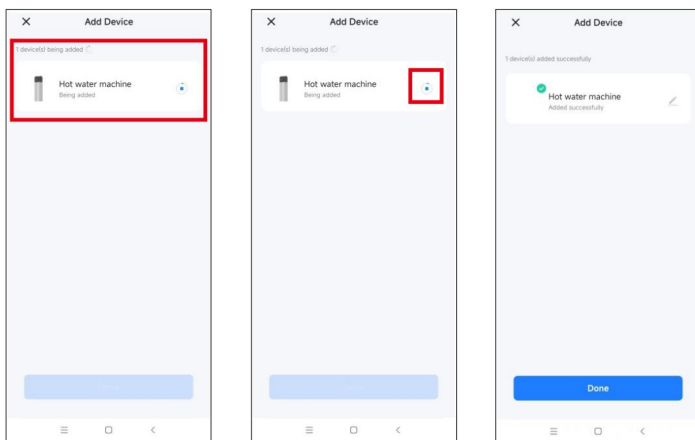 Add Device
1 device(s) being added
Hot water machine
Being added
Add Device
1 device(s) being added
Hot water machine
Being added
Add Device
1 device(s) added successfully
Hot water machine
Added successfully
Done